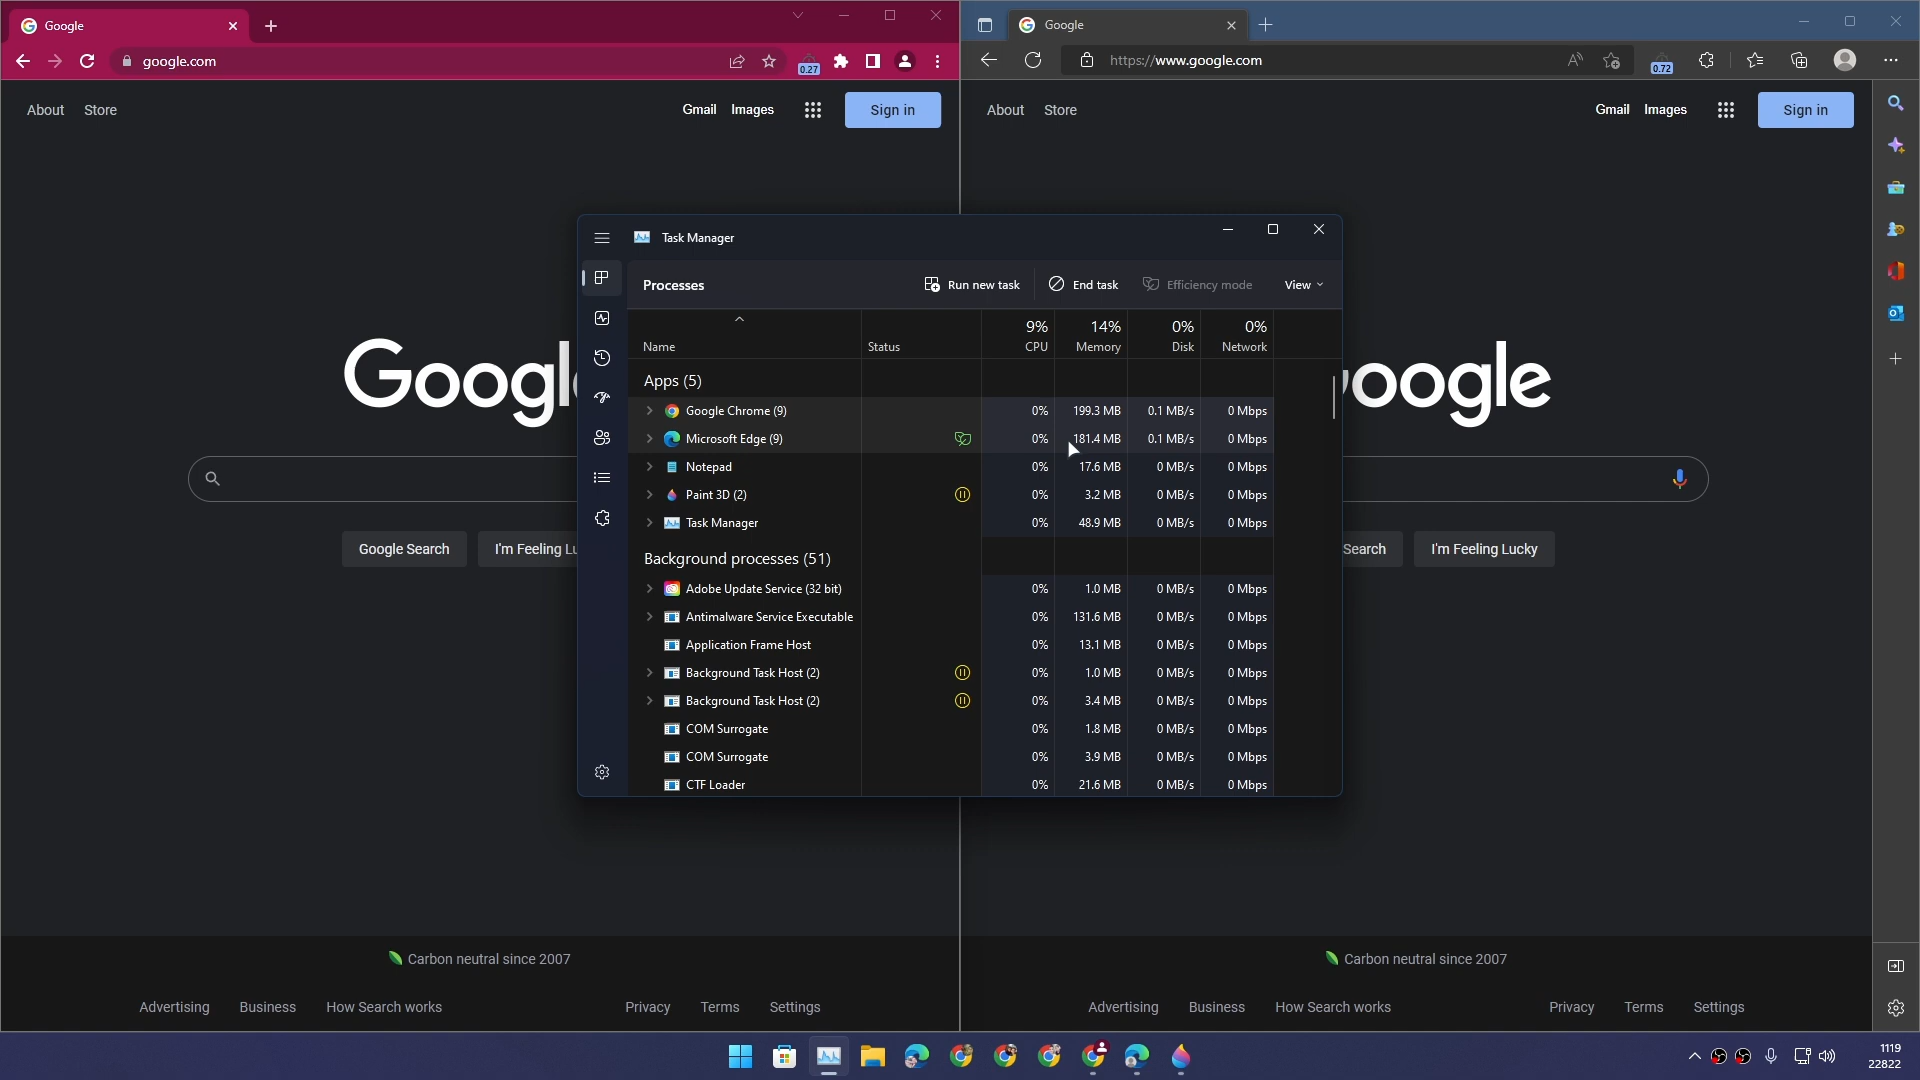 Google
google.com
0.27
About
Store
Gmail
Images
Sign in
Google
https://www.google.com
0.72
About
Store
Gmail
Images
Sign in
Googl
oogle
Google Search
I'm Feeling Lu
Search
I'm Feeling Lucky
Task Manager
Processes
Run new task
End task
Efficiency mode
View
Name
Status
9% CPU
14% Memory
0% Disk
0% Network
Apps (5)
Google Chrome (9) 0% 199.3 MB 0.1 MB/s 0 Mbps
Microsoft Edge (9) 0% 181.4 MB 0.1 MB/s 0 Mbps
Notepad 0% 17.6 MB 0 MB/s 0 Mbps
Paint 3D (2) 0% 3.2 MB 0 MB/s 0 Mbps
Task Manager 0% 48.9 MB 0 MB/s 0 Mbps
Background processes (51)
Adobe Update Service (32 bit) 0% 1.0 MB 0 MB/s 0 Mbps
Antimalware Service Executable 0% 131.6 MB 0 MB/s 0 Mbps
Application Frame Host 0% 13.1 MB 0 MB/s 0 Mbps
Background Task Host (2) 0% 1.0 MB 0 MB/s 0 Mbps
Background Task Host (2) 0% 3.4 MB 0 MB/s 0 Mbps
COM Surrogate 0% 1.8 MB 0 MB/s 0 Mbps
COM Surrogate 0% 3.9 MB 0 MB/s 0 Mbps
CTF Loader 0% 21.6 MB 0 MB/s 0 Mbps
Carbon neutral since 2007
Advertising
Business
How Search works
Privacy
Terms
Settings
Carbon neutral since 2007
Advertising
Business
How Search works
Privacy
Terms
Settings
1119
22822